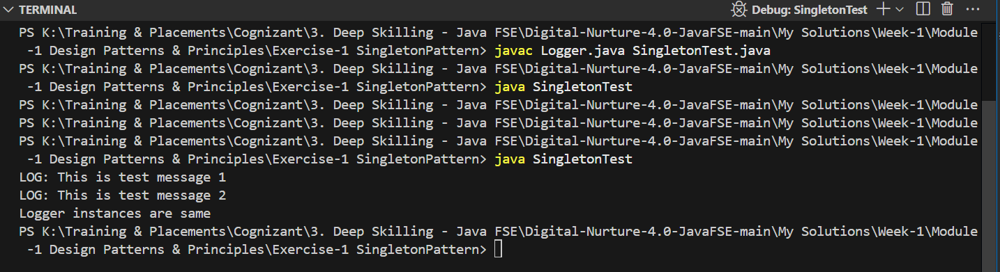 TERMINAL
Debug: SingletonTest
PS K:\Training & Placements\Cognizant\3. Deep Skilling - Java FSE\Digital-Nurture-4.0-JavaFSE-main\My Solutions\Week-1\Module
-1 Design Patterns & Principles\Exercise-1 SingletonPattern> javac Logger.java SingletonTest.java
PS K:\Training & Placements\Cognizant\3. Deep Skilling - Java FSE\Digital-Nurture-4.0-JavaFSE-main\My Solutions\Week-1\Module
-1 Design Patterns & Principles\Exercise-1 SingletonPattern> java SingletonTest
PS K:\Training & Placements\Cognizant\3. Deep Skilling - Java FSE\Digital-Nurture-4.0-JavaFSE-main\My Solutions\Week-1\Module
PS K:\Training & Placements\Cognizant\3. Deep Skilling - Java FSE\Digital-Nurture-4.0-JavaFSE-main\My Solutions\Week-1\Module
PS K:\Training & Placements\Cognizant\3. Deep Skilling - Java FSE\Digital-Nurture-4.0-JavaFSE-main\My Solutions\Week-1\Module
-1 Design Patterns & Principles\Exercise-1 SingletonPattern> java SingletonTest
LOG: This is test message 1
LOG: This is test message 2
Logger instances are same
PS K:\Training & Placements\Cognizant\3. Deep Skilling - Java FSE\Digital-Nurture-4.0-JavaFSE-main\My Solutions\Week-1\Module
-1 Design Patterns & Principles\Exercise-1 SingletonPattern>